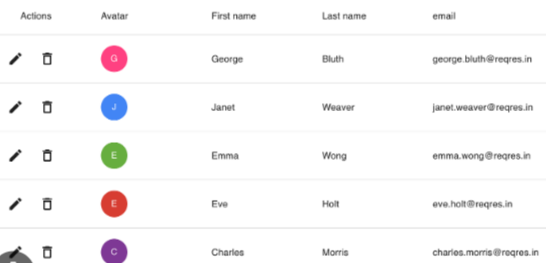 Actions Avatar First name Last name email
G George Bluth george.bluth@reqres.in
J Janet Weaver janet.weaver@reqres.in
E Emma Wong emma.wong@reqres.in
E Eve Holt eve.holt@reqres.in
C Charles Morris charles.morris@reqres.in